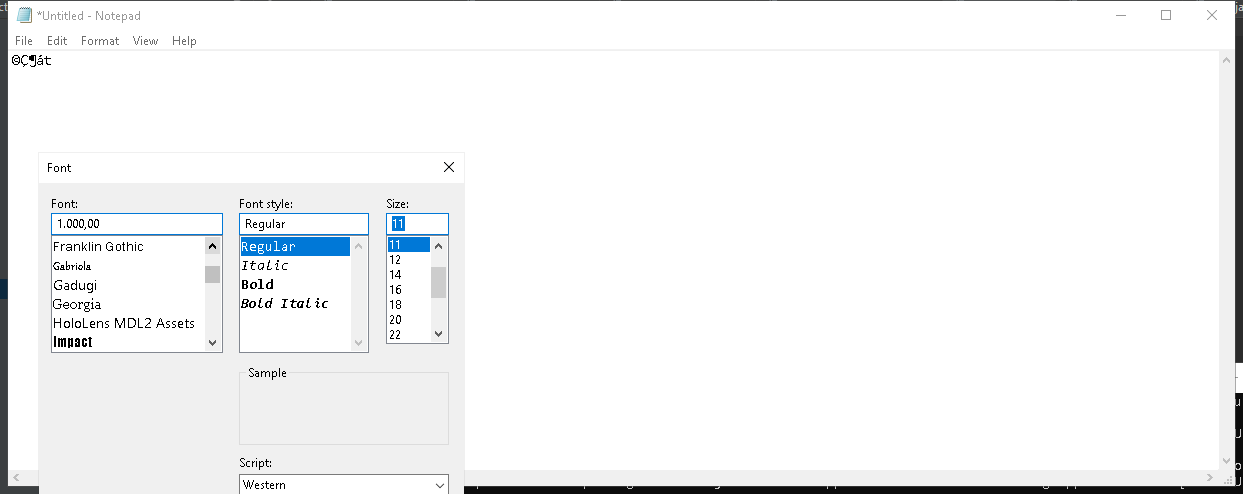 *Untitled - Notepad
File Edit Format View Help
©Ç¶át
Font
Font: Font style: Size:
1.000,00 Regular 11
Franklin Gothic Regular 11
Gabriola Italic 12
Gadugi Bold 14
Georgia Bold Italic 16
HoloLens MDL2 Assets 18
Impact 20
22
Sample
Script:
Western